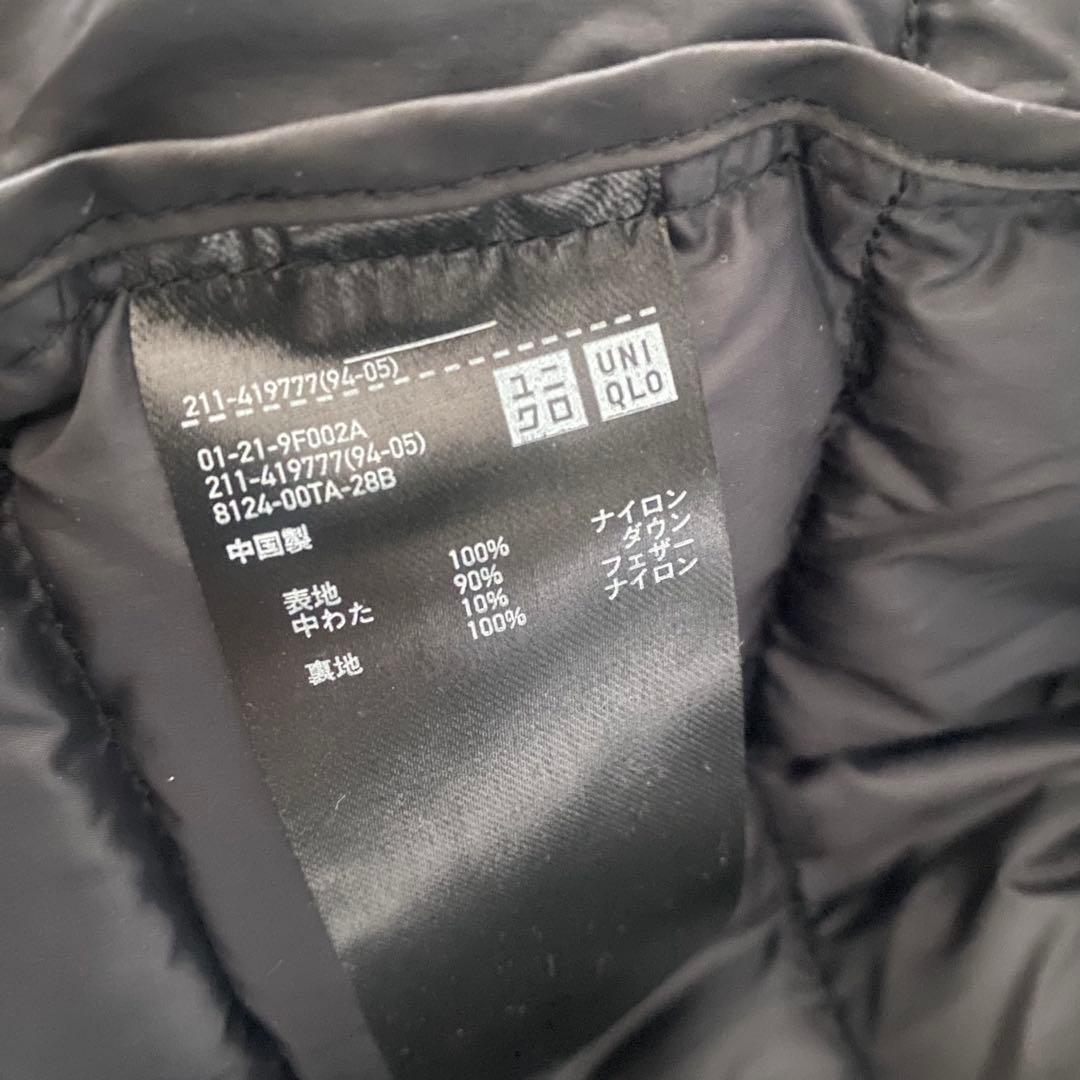 211-419777(94-05)
ユニクロ
UNIQLO
01-21-9F002A
211-419777(94-05)
8124-00TA-28B
中国製
表地 100% ナイロン
中わた 90% ダウン
10% フェザー
裏地 100% ナイロン